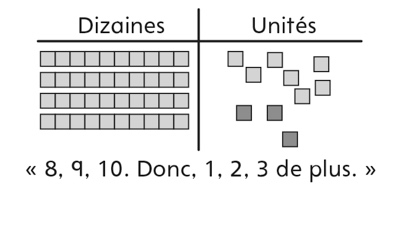 Dizaines Unités
« 8, 9, 10. Donc, 1, 2, 3 de plus. »